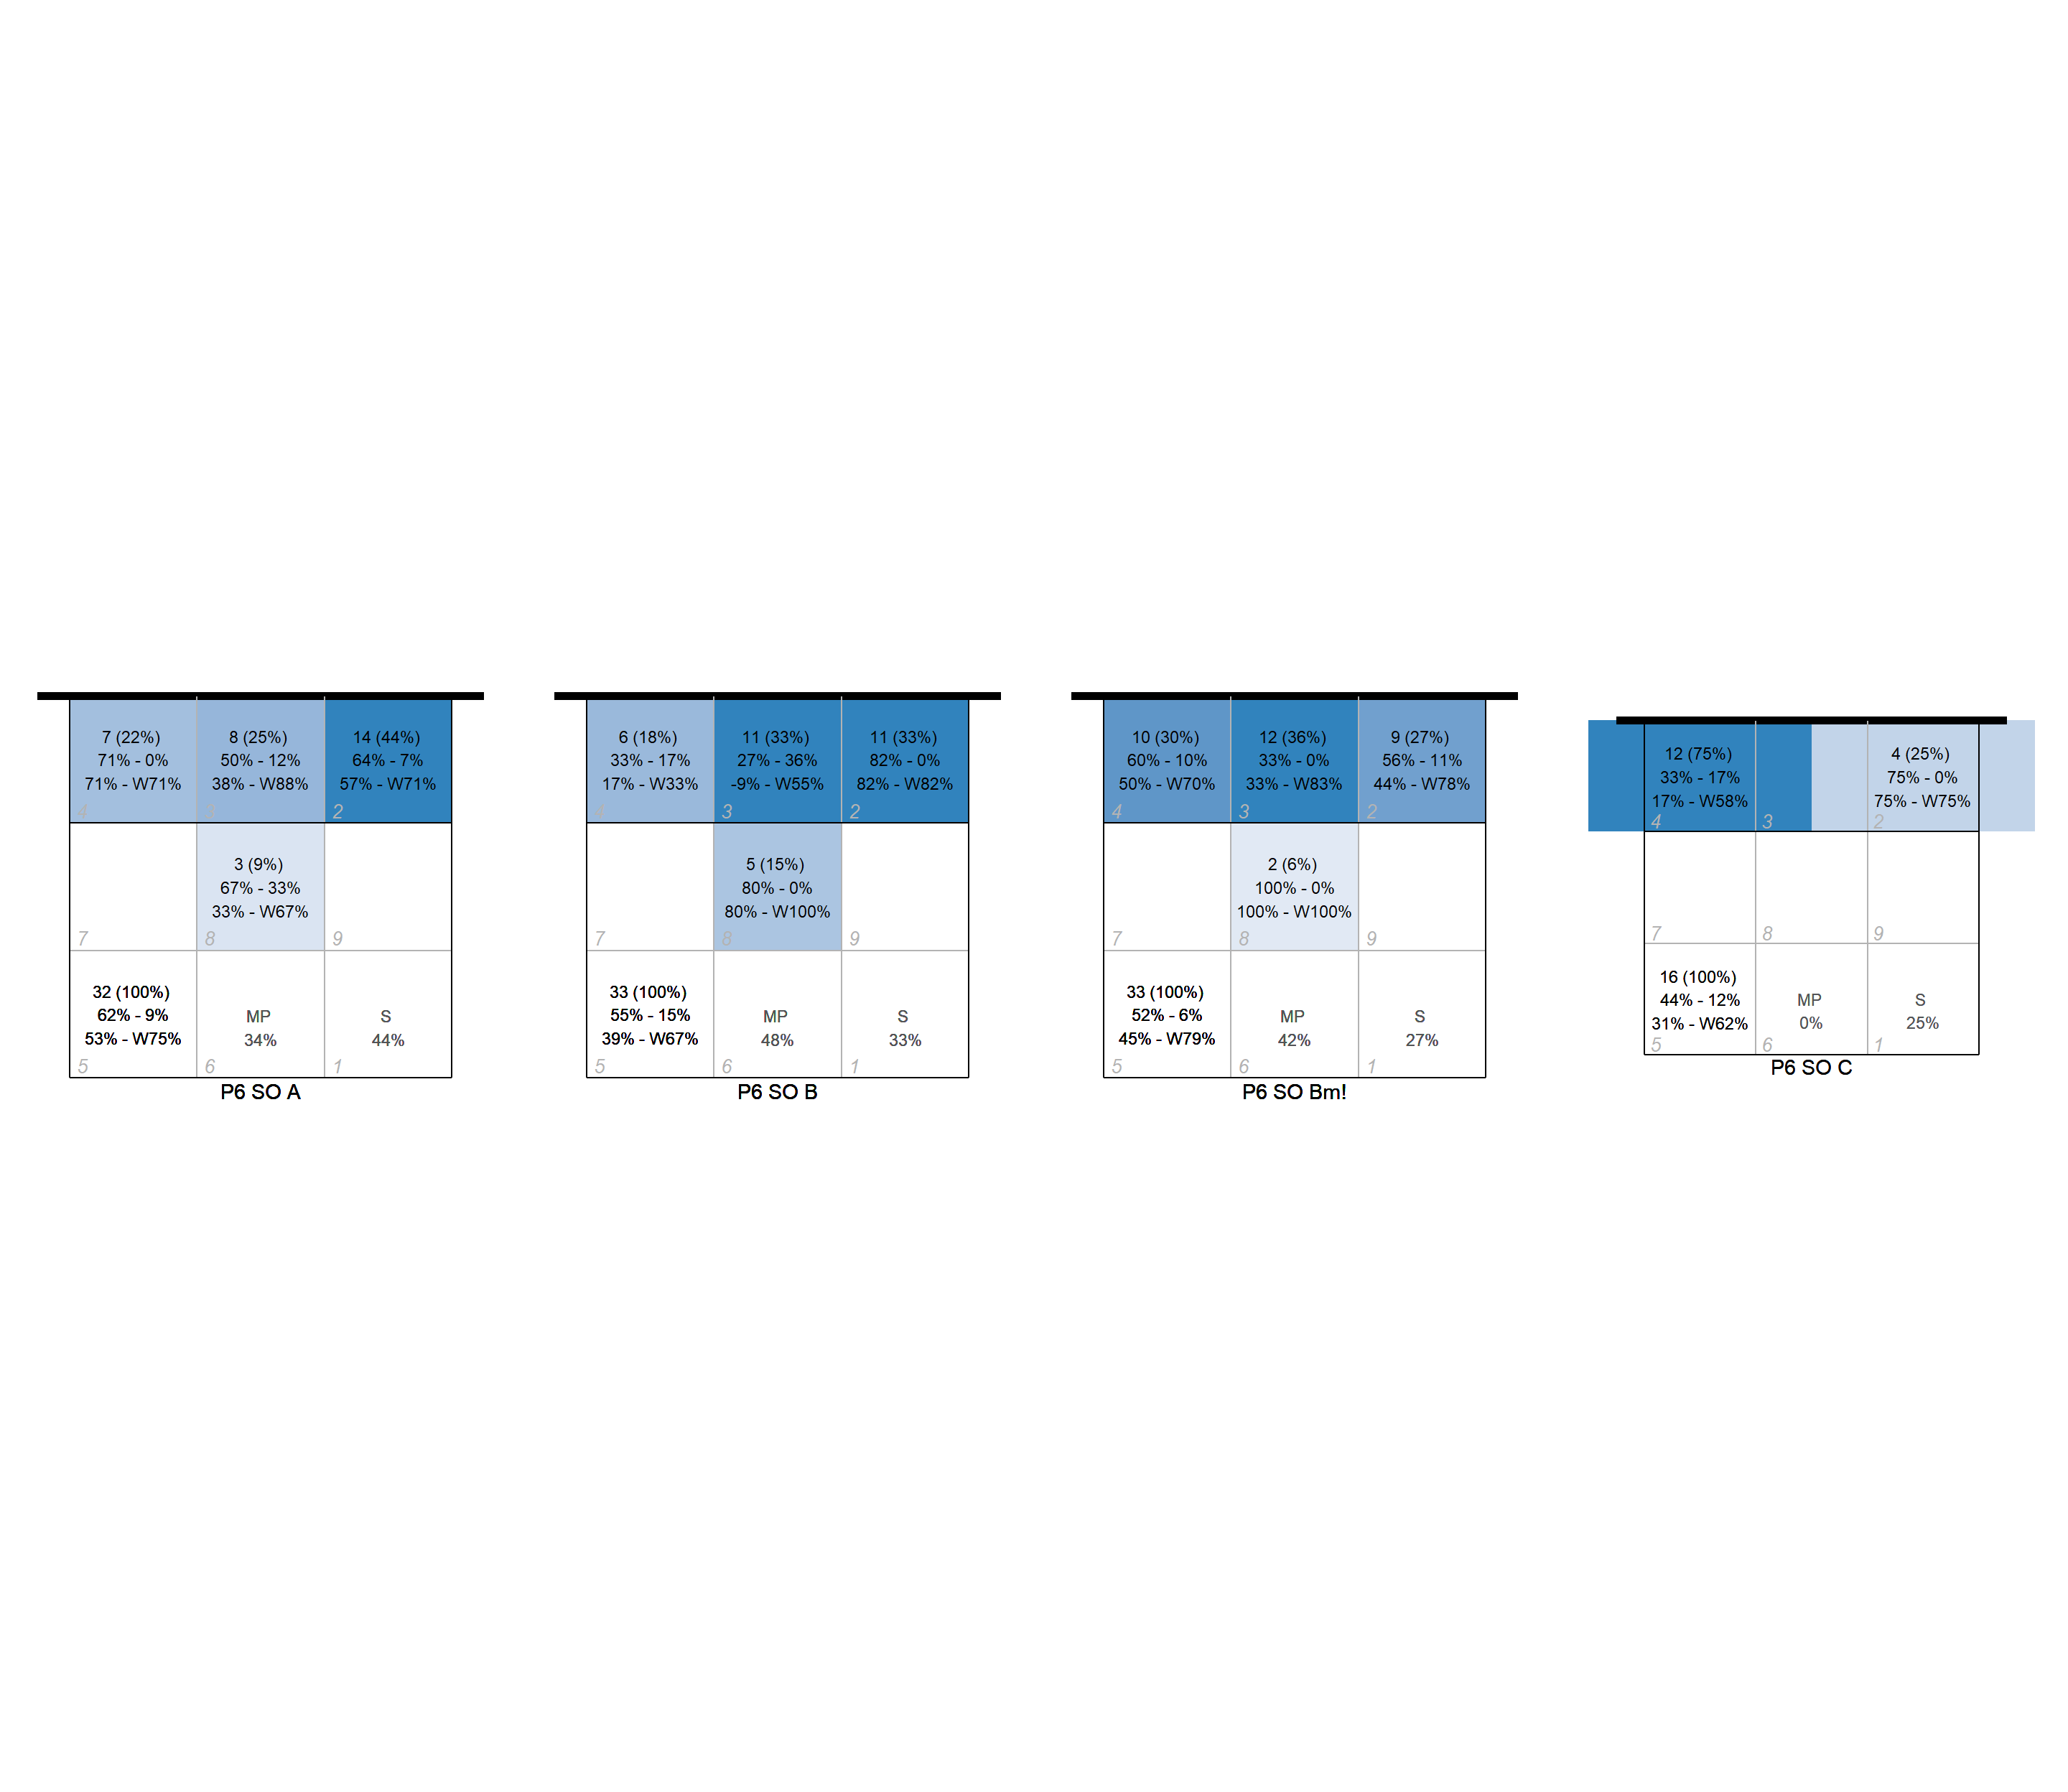 7 (22%)
71% - 0%
71% - W71%
4
8 (25%)
50% - 12%
38% - W88%
14 (44%)
64% - 7%
57% - W71%
2
7
3 (9%)
67% - 33%
33% - W67%
8
9
32 (100%)
62% - 9%
53% - W75%
5
MP
34%
6
S
44%
1
P6 SO A
6 (18%)
33% - 17%
17% - W33%
4
11 (33%)
27% - 36%
-9% - W55%
3
11 (33%)
82% - 0%
82% - W82%
2
7
5 (15%)
80% - 0%
80% - W100%
8
9
33 (100%)
55% - 15%
39% - W67%
5
MP
48%
6
S
33%
1
P6 SO B
10 (30%)
60% - 10%
50% - W70%
4
12 (36%)
33% - 0%
33% - W83%
3
9 (27%)
56% - 11%
44% - W78%
2
7
2 (6%)
100% - 0%
100% - W100%
8
9
33 (100%)
52% - 6%
45% - W79%
5
MP
42%
6
S
27%
1
P6 SO Bm!
12 (75%)
33% - 17%
17% - W58%
4
3
4 (25%)
75% - 0%
75% - W75%
2
7
8
9
16 (100%)
44% - 12%
31% - W62%
5
MP
0%
6
S
25%
1
P6 SO C